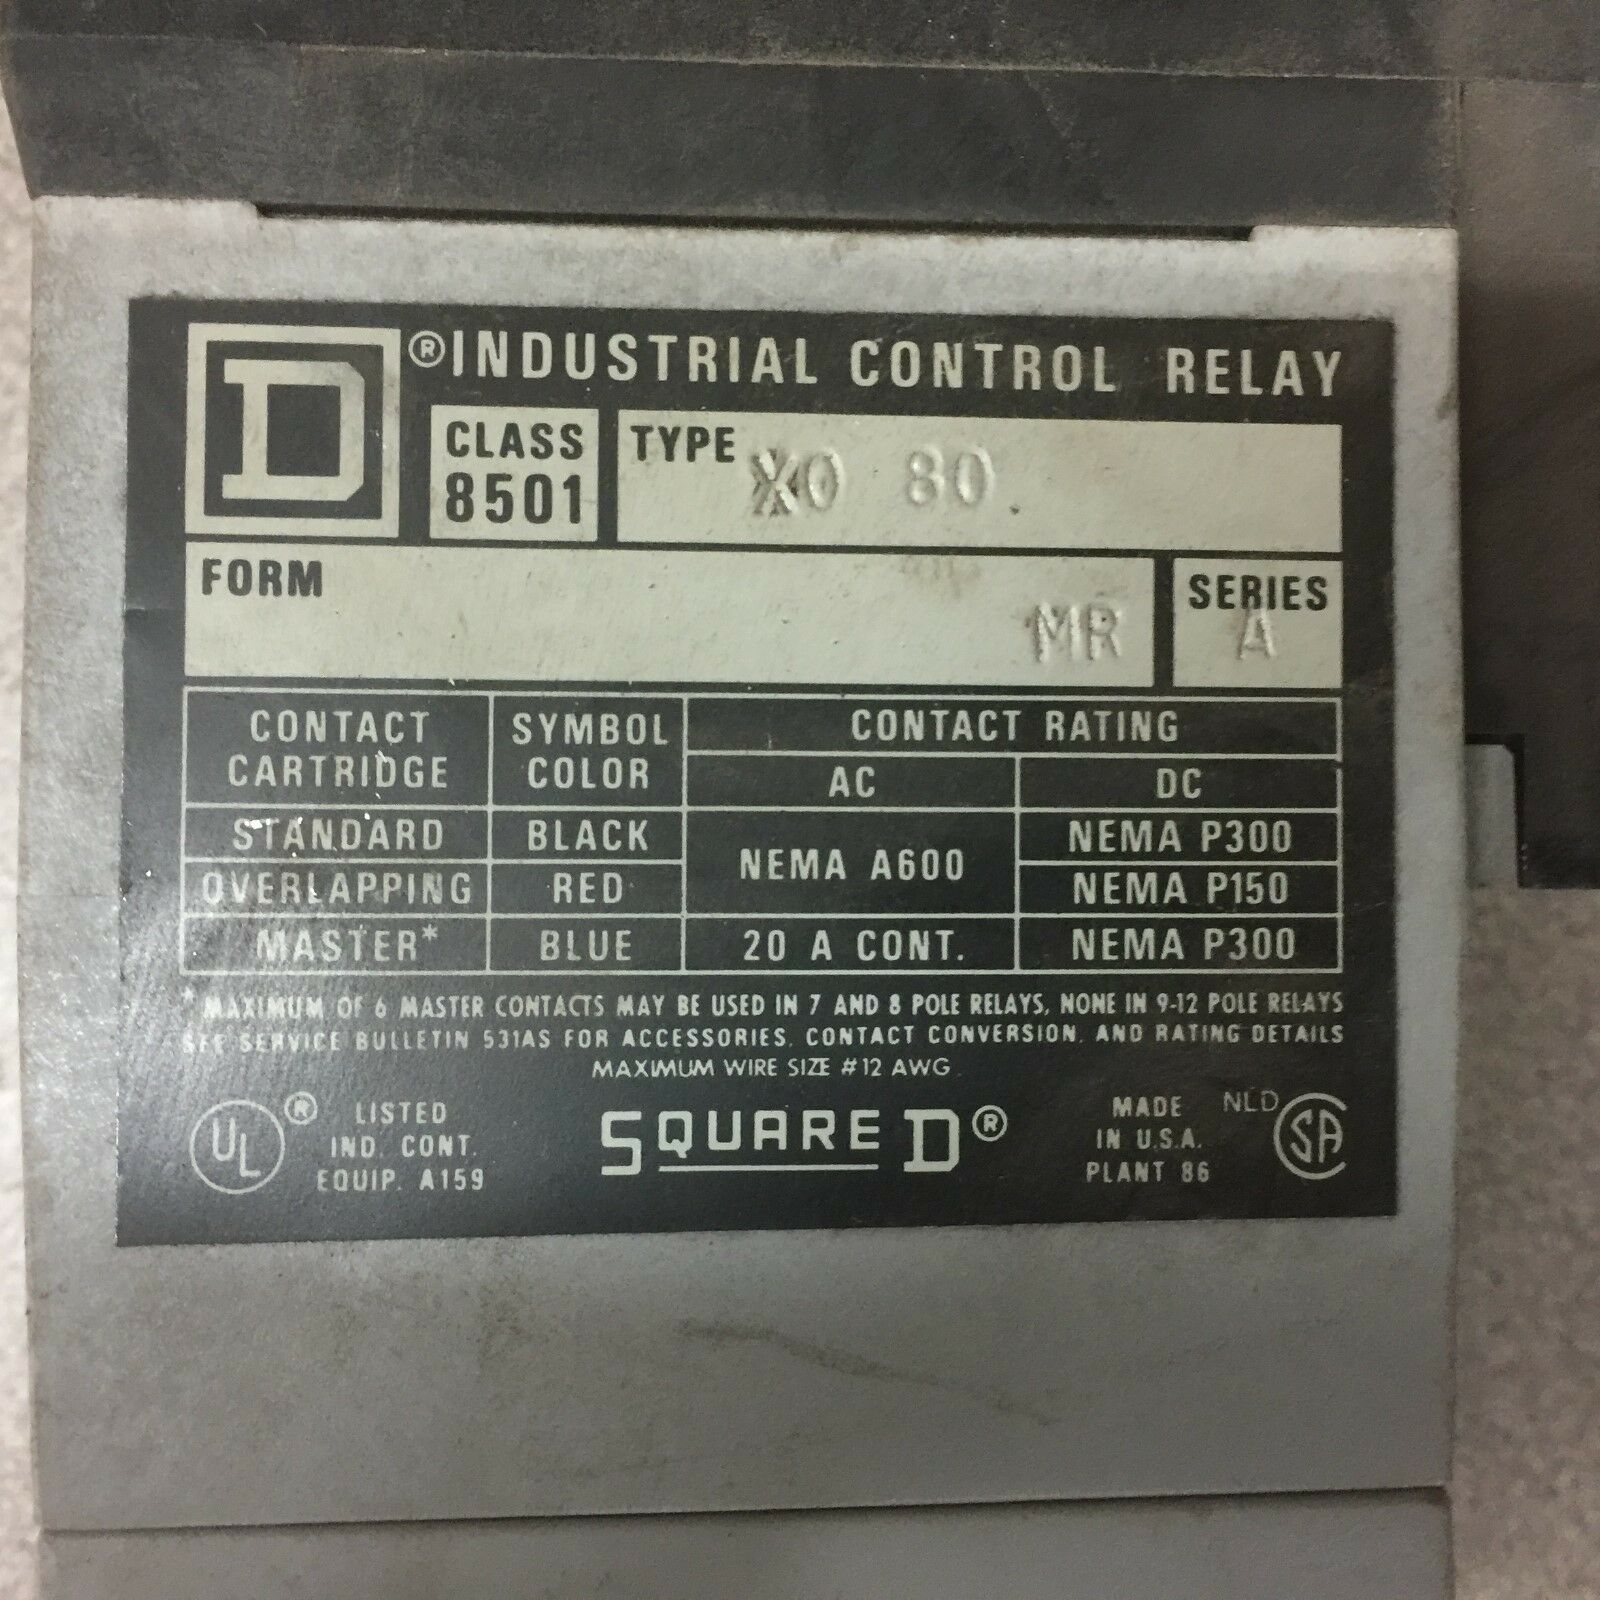 D ® INDUSTRIAL CONTROL RELAY
CLASS 8501
TYPE XO 80
FORM MR
SERIES A
CONTACT CARTRIDGE
SYMBOL COLOR
CONTACT RATING
AC DC
STANDARD BLACK NEMA A600 NEMA P300
OVERLAPPING RED NEMA P150
MASTER* BLUE 20 A CONT. NEMA P300
* MAXIMUM OF 6 MASTER CONTACTS MAY BE USED IN 7 AND 8 POLE RELAYS, NONE IN 9-12 POLE RELAYS
SEE SERVICE BULLETIN 531AS FOR ACCESSORIES, CONTACT CONVERSION, AND RATING DETAILS
MAXIMUM WIRE SIZE #12 AWG
UL ® LISTED
IND. CONT.
EQUIP. A159
SQUARE D ®
MADE
IN U.S.A.
PLANT 86
NLD
SA